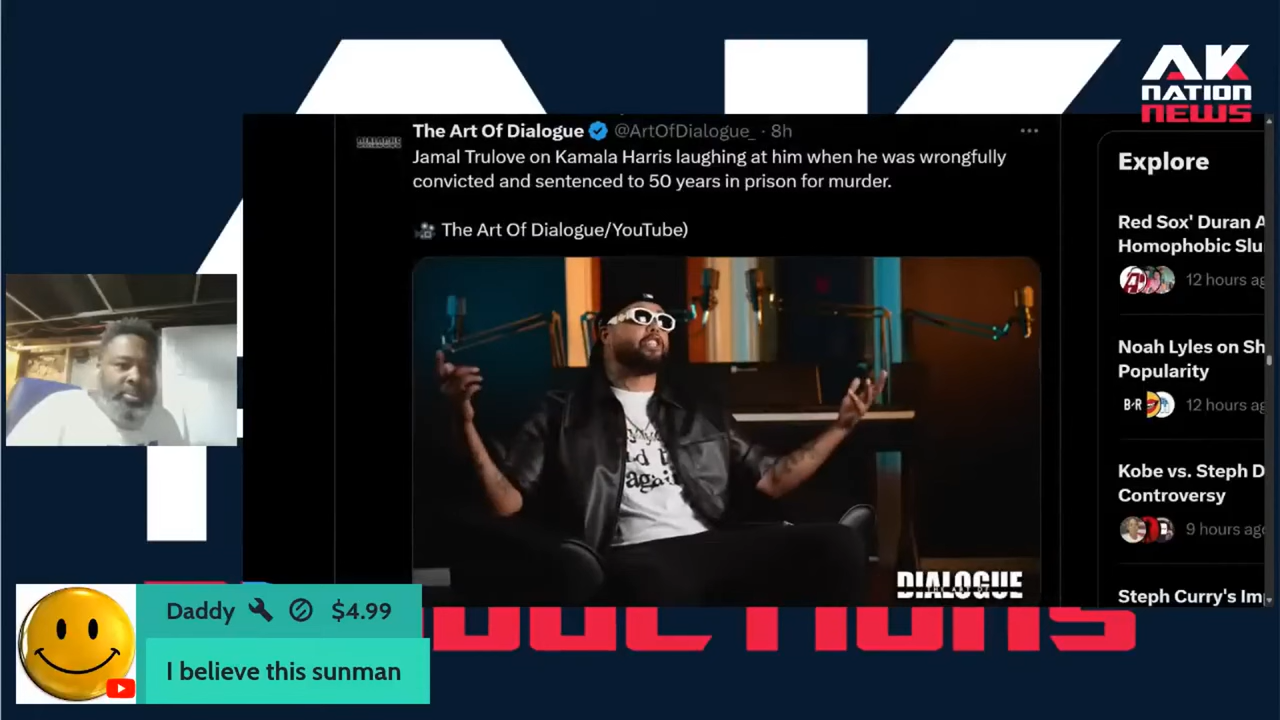 AK
NATION
NEWS
The Art Of Dialogue @ArtOfDialogue_ · 8h
Jamal Trulove on Kamala Harris laughing at him when he was wrongfully
convicted and sentenced to 50 years in prison for murder.
The Art Of Dialogue/YouTube)
DIALOGUE
Explore
Red Sox' Duran A
Homophobic Slu
12 hours ag
Noah Lyles on Sh
Popularity
B/R
12 hours ag
Kobe vs. Steph D
Controversy
9 hours ago
Steph Curry's Im
Daddy $4.99
I believe this sunman